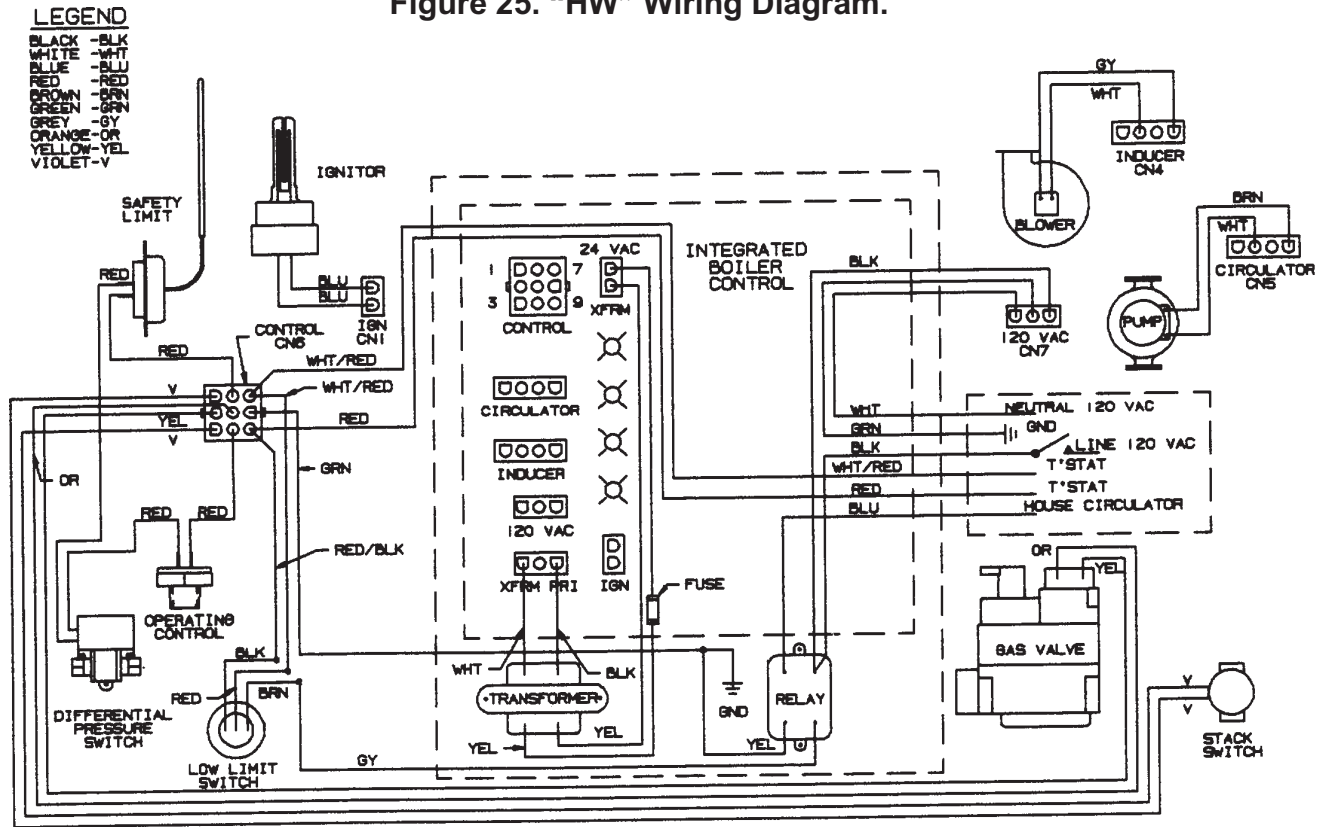 Figure 25. "HW" Wiring Diagram.
LEGEND
BLACK -BLK
WHITE -WHT
BLUE -BLU
RED -RED
BROWN -BRN
GREEN -GRN
GREY -GY
ORANGE-OR
YELLOW-YEL
VIOLET-V
SAFETY
LIMIT
RED
IGNITOR
BLU
BLU
IGN
CN1
CONTROL
CN6
RED
WHT/RED
WHT/RED
RED
V
YEL
V
OR
GRN
RED
RED
RED/BLK
OPERATING
CONTROL
DIFFERENTIAL
PRESSURE
SWITCH
BLK
RED
BRN
LOW LIMIT
SWITCH
GY
24 VAC
1
7
3
9
CONTROL
XFRM
INTEGRATED
BOILER
CONTROL
CIRCULATOR
INDUCER
120 VAC
XFRM PRI
IGN
FUSE
WHT
BLK
TRANSFORMER
YEL
YEL
GND
RELAY
YEL
BLK
GY
WHT
INDUCER
CN4
BLOWER
BRN
WHT
CIRCULATOR
CN5
PUMP
120 VAC
CN7
WHT
GRN
BLK
WHT/RED
RED
BLU
NEUTRAL 120 VAC
GND
LINE 120 VAC
T'STAT
T'STAT
HOUSE CIRCULATOR
OR
YEL
GAS VALVE
V
V
STACK
SWITCH